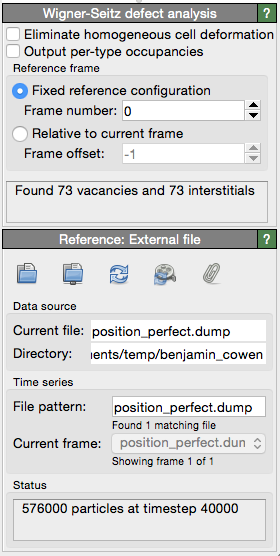 Wigner-Seitz defect analysis ?
Eliminate homogeneous cell deformation
Output per-type occupancies
Reference frame
Fixed reference configuration
Frame number: 0
Relative to current frame
Frame offset: -1
Found 73 vacancies and 73 interstitials
Reference: External file ?
Data source
Current file: position_perfect.dump
Directory: ents/temp/benjamin_cowen
Time series
File pattern: position_perfect.dump
Found 1 matching file
Current frame: position_perfect.dun
Showing frame 1 of 1
Status
576000 particles at timestep 40000